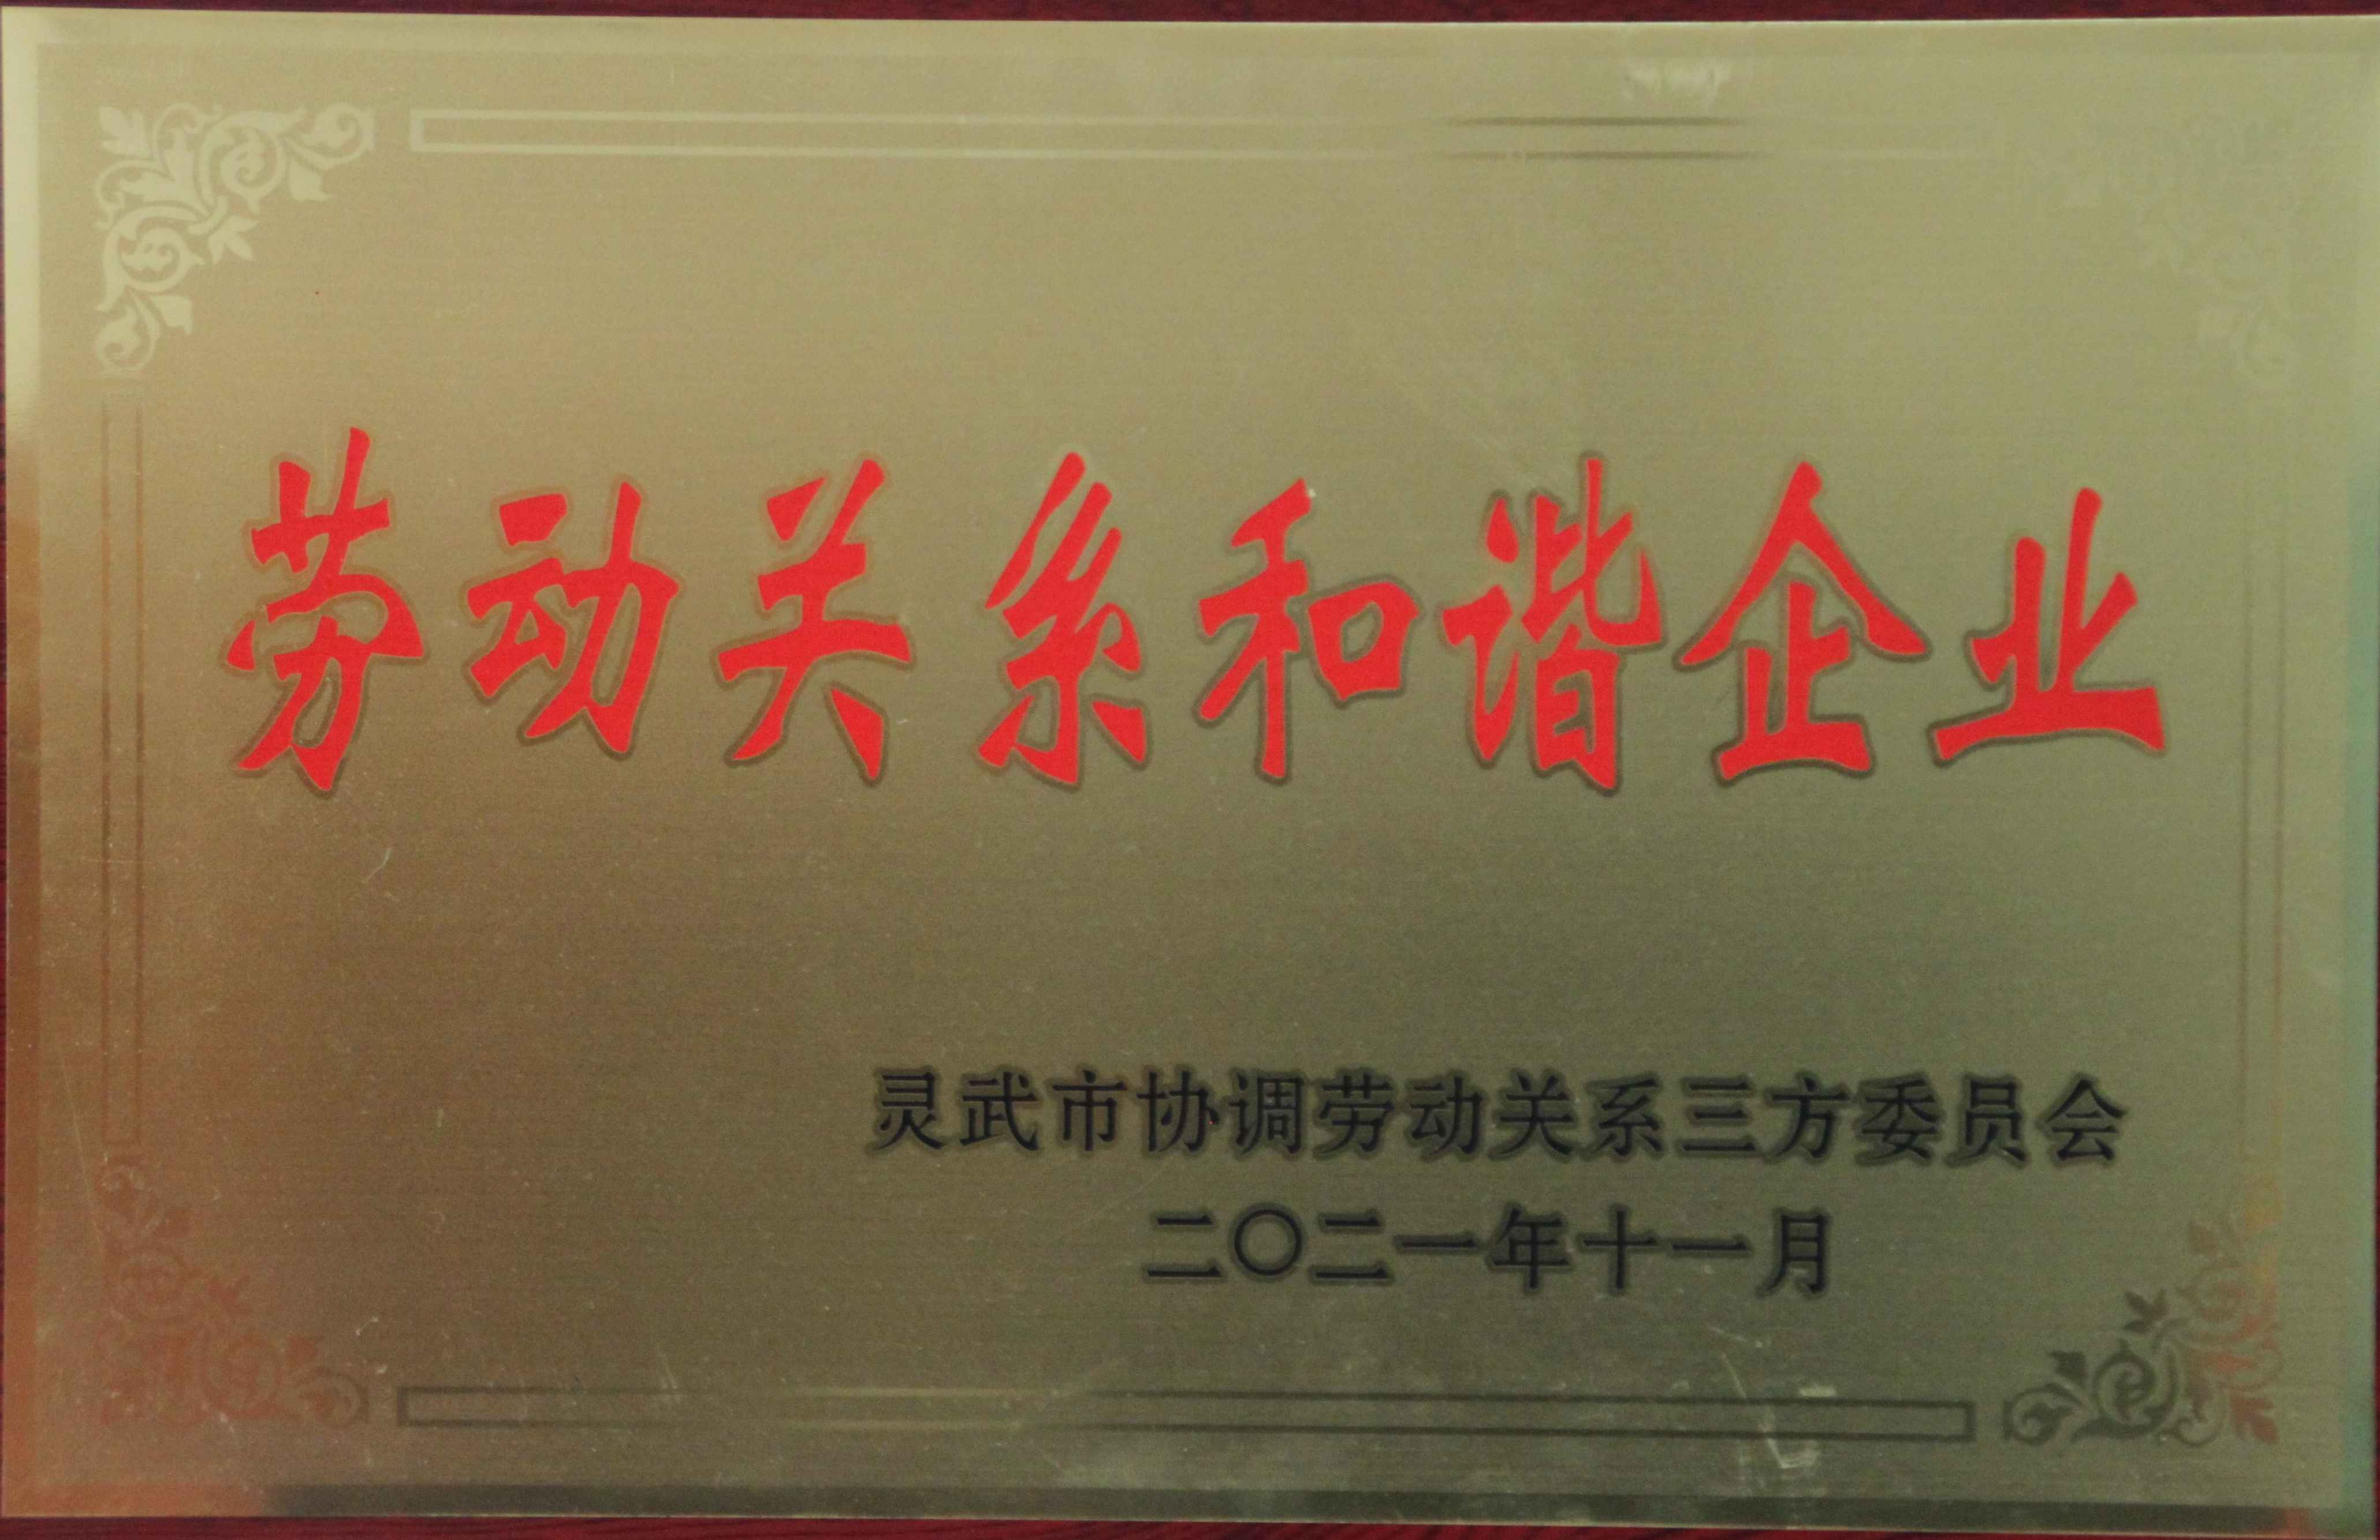 劳动关系和谐企业
灵武市协调劳动关系三方委员会
二〇二一年十一月